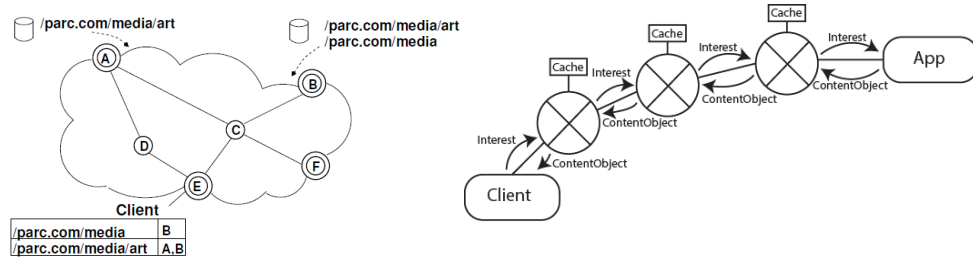 /parc.com/media/art
/parc.com/media/art
/parc.com/media
A
B
C
D
E
F
Client
/parc.com/media B
/parc.com/media/art A,B
Cache
Cache
Cache
Interest
Interest
Interest
Interest
ContentObject
ContentObject
ContentObject
ContentObject
App
Client